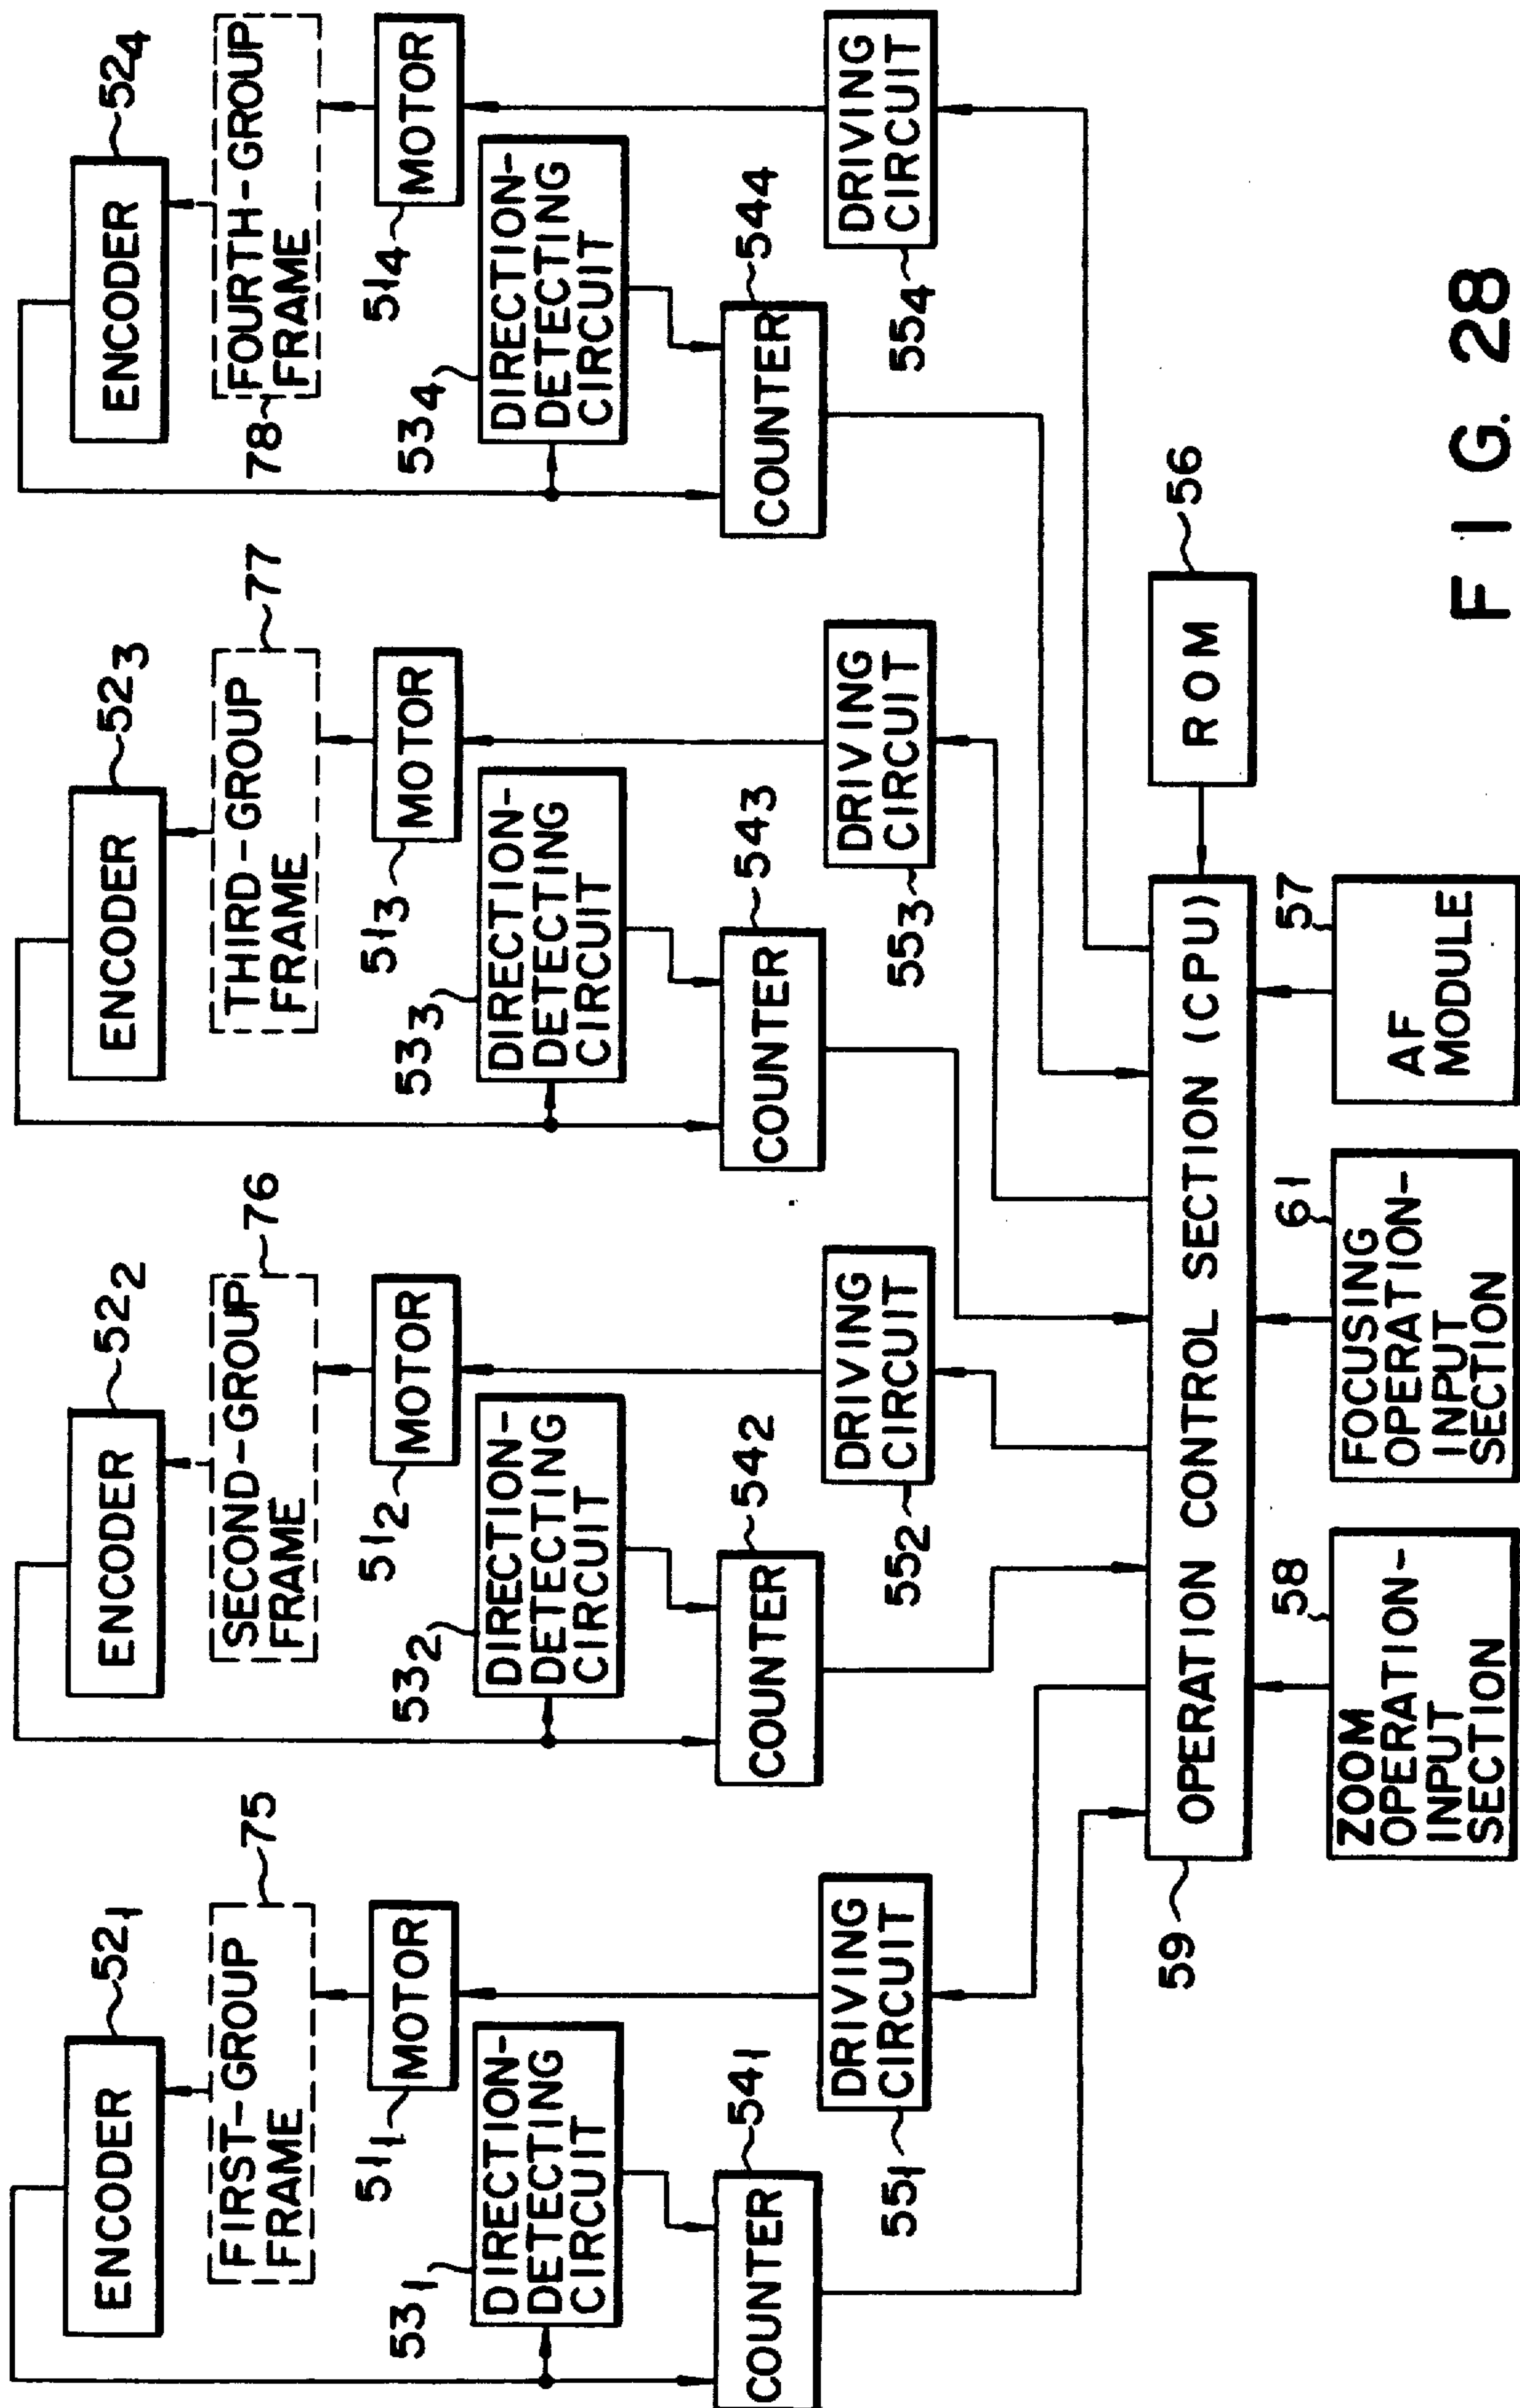 ENCODER
52₁
FIRST-GROUP
FRAME
75
51₁
MOTOR
53₁
DIRECTION-
DETECTING
CIRCUIT
COUNTER
54₁
55₁
DRIVING
CIRCUIT
ENCODER
52₂
SECOND-GROUP
FRAME
76
51₂
MOTOR
53₂
DIRECTION-
DETECTING
CIRCUIT
COUNTER
54₂
55₂
DRIVING
CIRCUIT
ENCODER
52₃
THIRD-GROUP
FRAME
77
51₃
MOTOR
53₃
DIRECTION-
DETECTING
CIRCUIT
COUNTER
54₃
55₃
DRIVING
CIRCUIT
ENCODER
52₄
78
FOURTH-GROUP
FRAME
51₄
MOTOR
53₄
DIRECTION-
DETECTING
CIRCUIT
COUNTER
54₄
55₄
DRIVING
CIRCUIT
59
OPERATION CONTROL SECTION (CPU)
ROM
56
58
ZOOM
OPERATION-
INPUT
SECTION
61
FOCUSING
OPERATION-
INPUT
SECTION
57
AF
MODULE
FIG. 28